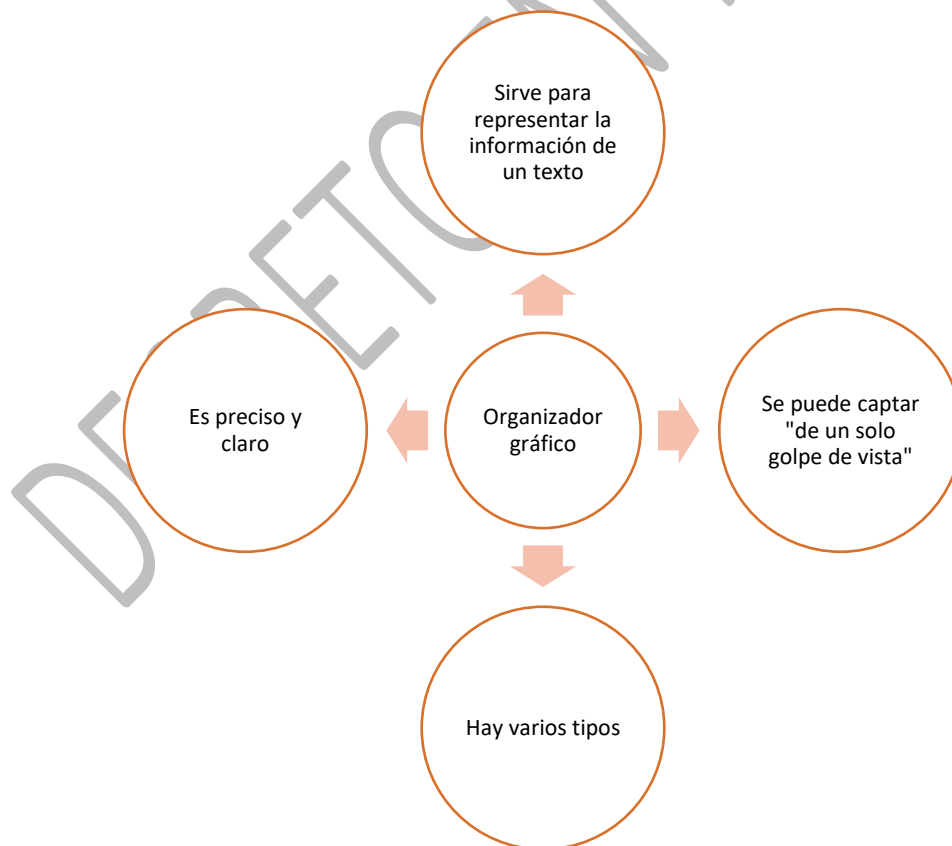 Sirve para
representar la
información de
un texto
Es preciso y
claro
Organizador
gráfico
Se puede captar
"de un solo
golpe de vista"
Hay varios tipos